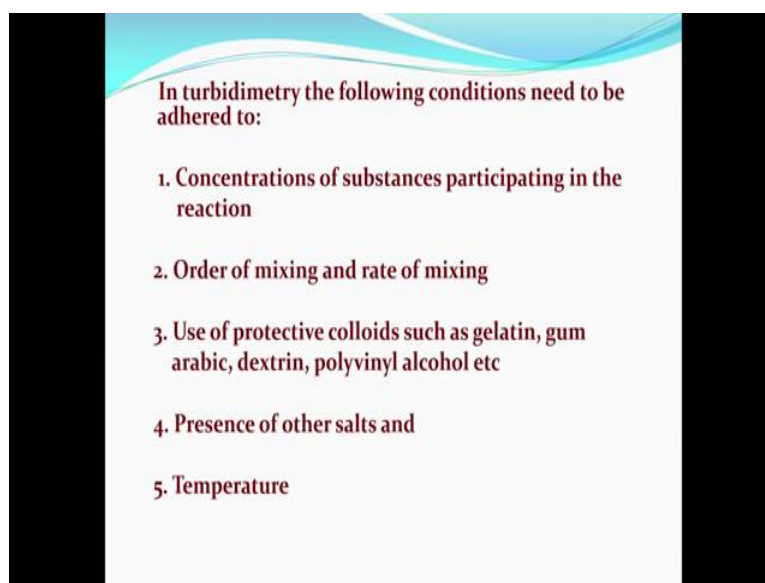 In turbidimetry the following conditions need to be
adhered to:
1. Concentrations of substances participating in the
reaction
2. Order of mixing and rate of mixing
3. Use of protective colloids such as gelatin, gum
arabic, dextrin, polyvinyl alcohol etc
4. Presence of other salts and
5. Temperature